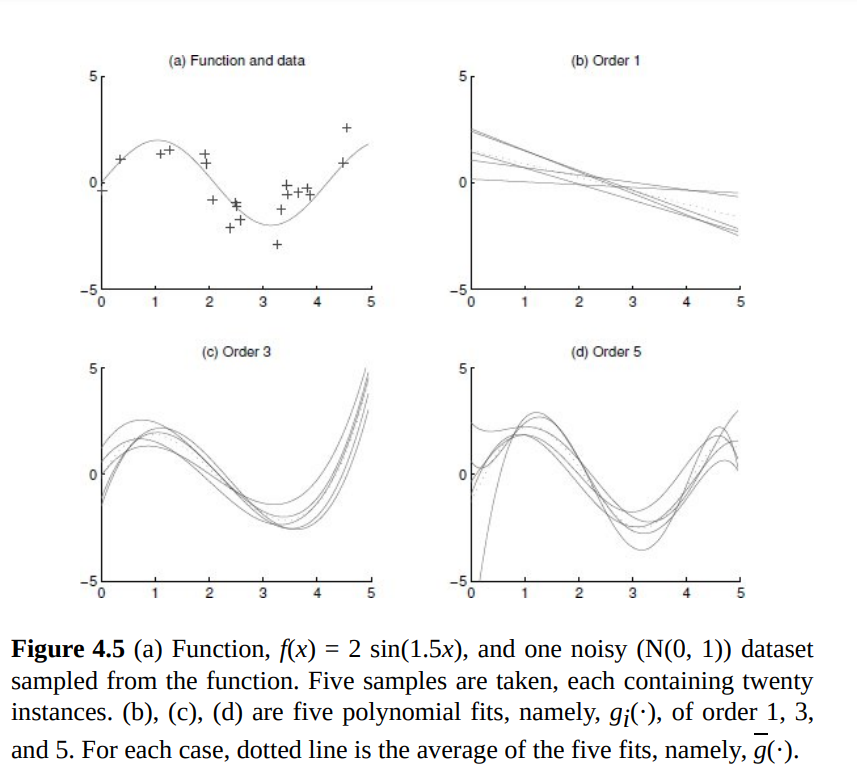 (a) Function and data
(b) Order 1
5
0
−5
0 1 2 3 4 5
5
0
−5
0 1 2 3 4 5
(c) Order 3
(d) Order 5
5
0
−5
0 1 2 3 4 5
5
0
−5
0 1 2 3 4 5
Figure 4.5 (a) Function, f(x) = 2 sin(1.5x), and one noisy (N(0, 1)) dataset
sampled from the function. Five samples are taken, each containing twenty
instances. (b), (c), (d) are five polynomial fits, namely, gᵢ(·), of order 1, 3,
and 5. For each case, dotted line is the average of the five fits, namely, g̅(·).